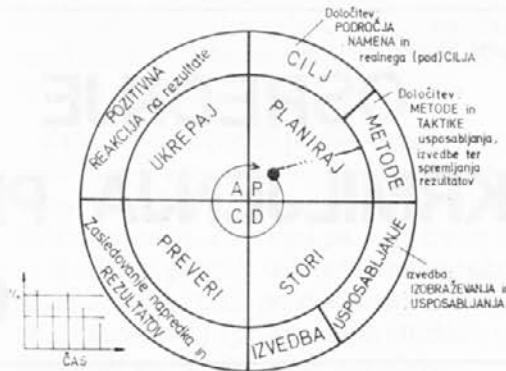 Določitev:
PODROČJA
NAMENA in
realnega (pod)CILJA
CILJ
POZITIVNA
REAKCIJA na rezultate
UKREPAJ
PLANIRAJ
METODE
Določitev:
METODE in
TAKTIKE
usposabljanja,
izvedbe ter
spremljanja
rezultatov
A P
C D
PREVERI
STORI
Zasledovanje napredka in
REZULTATOV
IZVEDBA
USPOSABLJANJE
izvedba:
IZOBRAŽEVANJA in
USPOSABLJANJA
ČAS